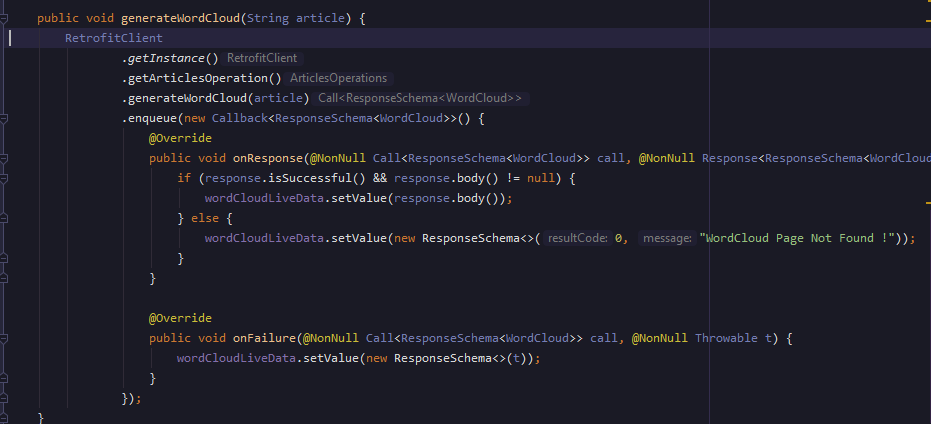 public void generateWordCloud(String article) {
RetrofitClient
.getInstance() RetrofitClient
.getArticlesOperation() ArticlesOperations
.generateWordCloud(article) Call<ResponseSchema<WordCloud>>
.enqueue(new Callback<ResponseSchema<WordCloud>>() {
@Override
public void onResponse(@NonNull Call<ResponseSchema<WordCloud>> call, @NonNull Response<ResponseSchema<WordCloud
if (response.isSuccessful() && response.body() != null) {
wordCloudLiveData.setValue(response.body());
} else {
wordCloudLiveData.setValue(new ResponseSchema<>( resultCode: 0, message: "WordCloud Page Not Found !"));
}
}
@Override
public void onFailure(@NonNull Call<ResponseSchema<WordCloud>> call, @NonNull Throwable t) {
wordCloudLiveData.setValue(new ResponseSchema<>(t));
}
});
}